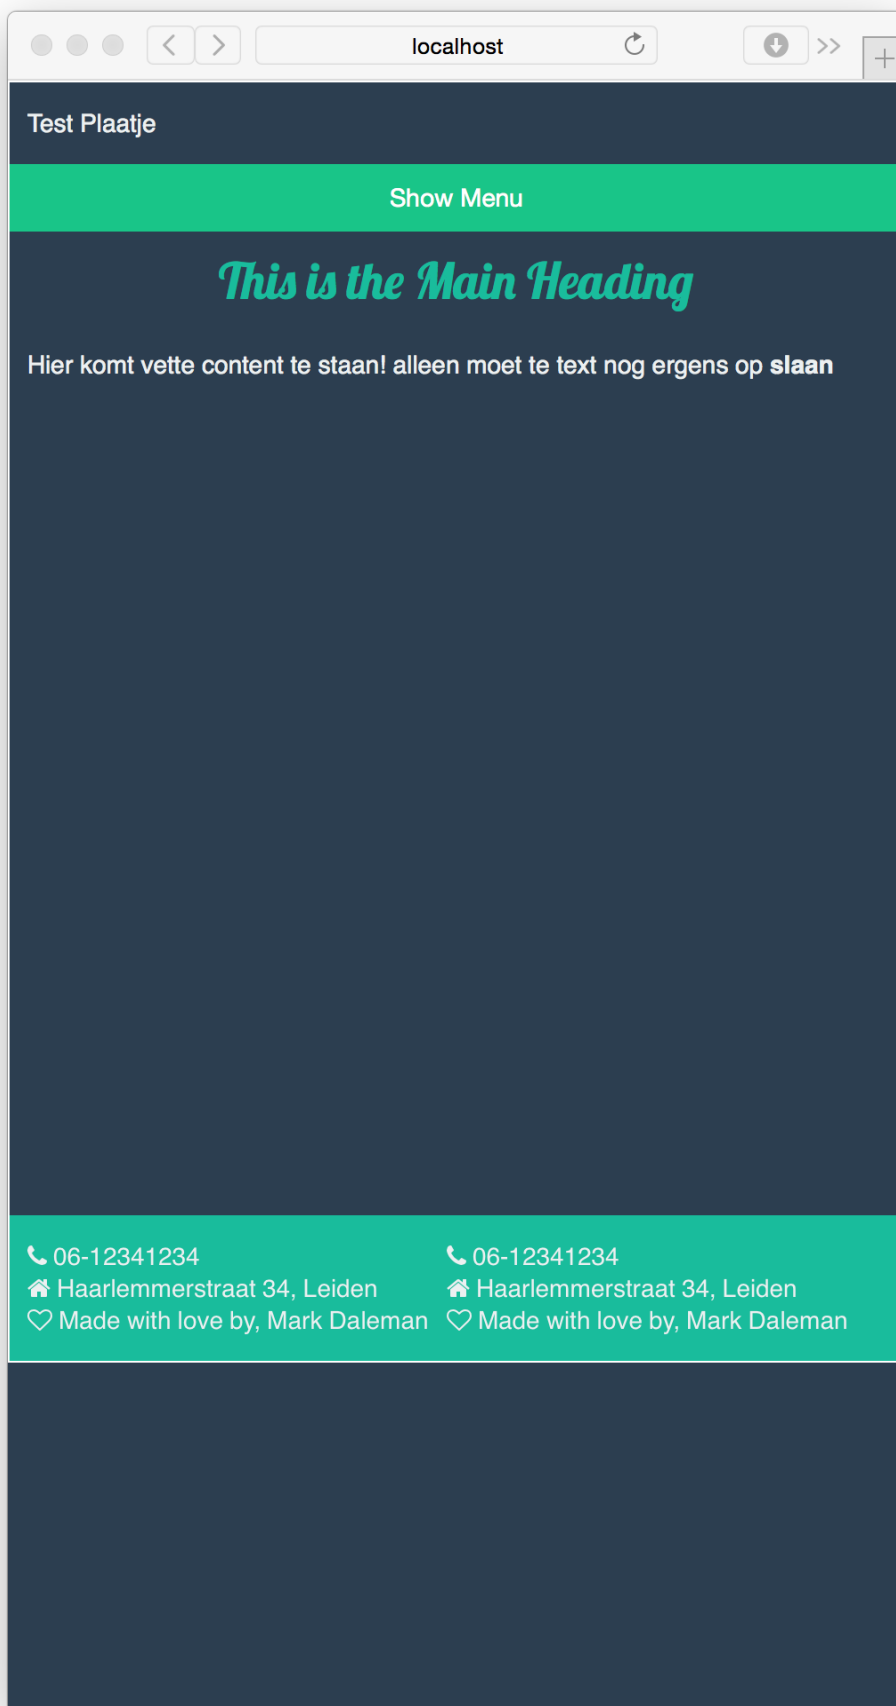 localhost
Test Plaatje
Show Menu
This is the Main Heading
Hier komt vette content te staan! alleen moet te text nog ergens op slaan
06-12341234
Haarlemmerstraat 34, Leiden
Made with love by, Mark Daleman
06-12341234
Haarlemmerstraat 34, Leiden
Made with love by, Mark Daleman